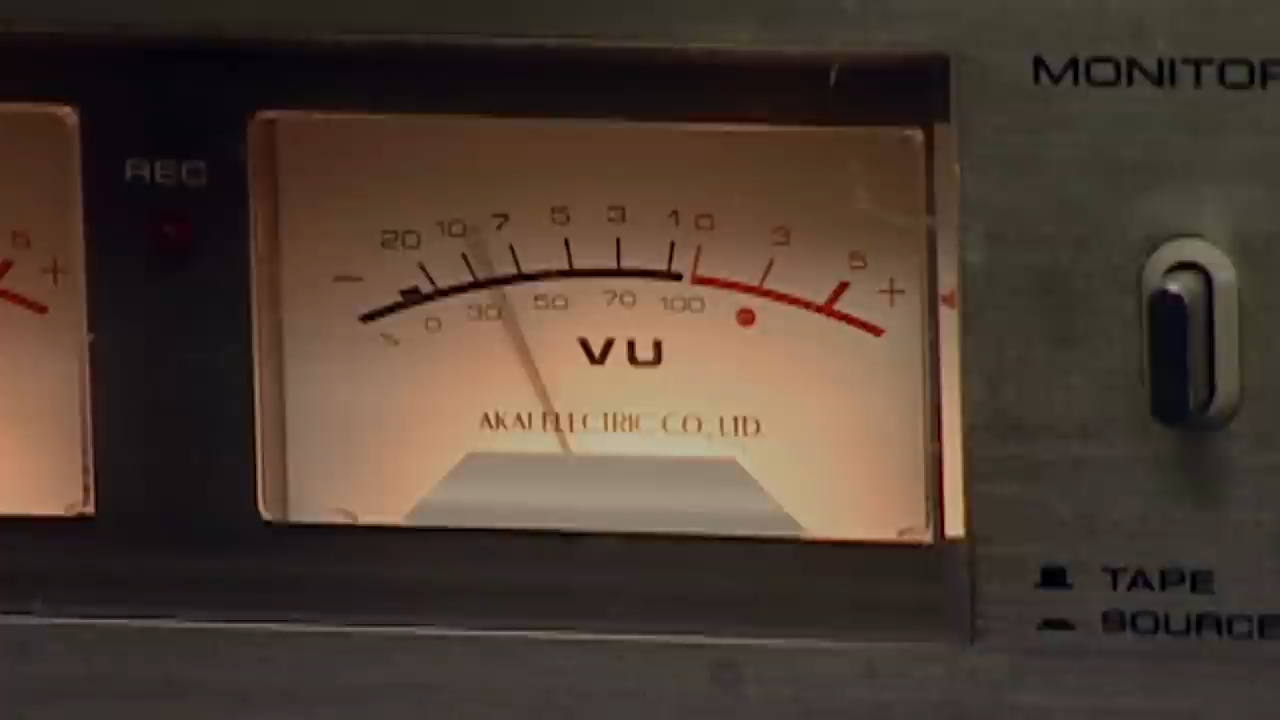 MONITOR
REC
20 10 7 5 3 1 0 3 5
5 + − +
% 0 30 50 70 100
VU
AKAI ELECTRIC CO., LTD.
TAPE
SOURCE